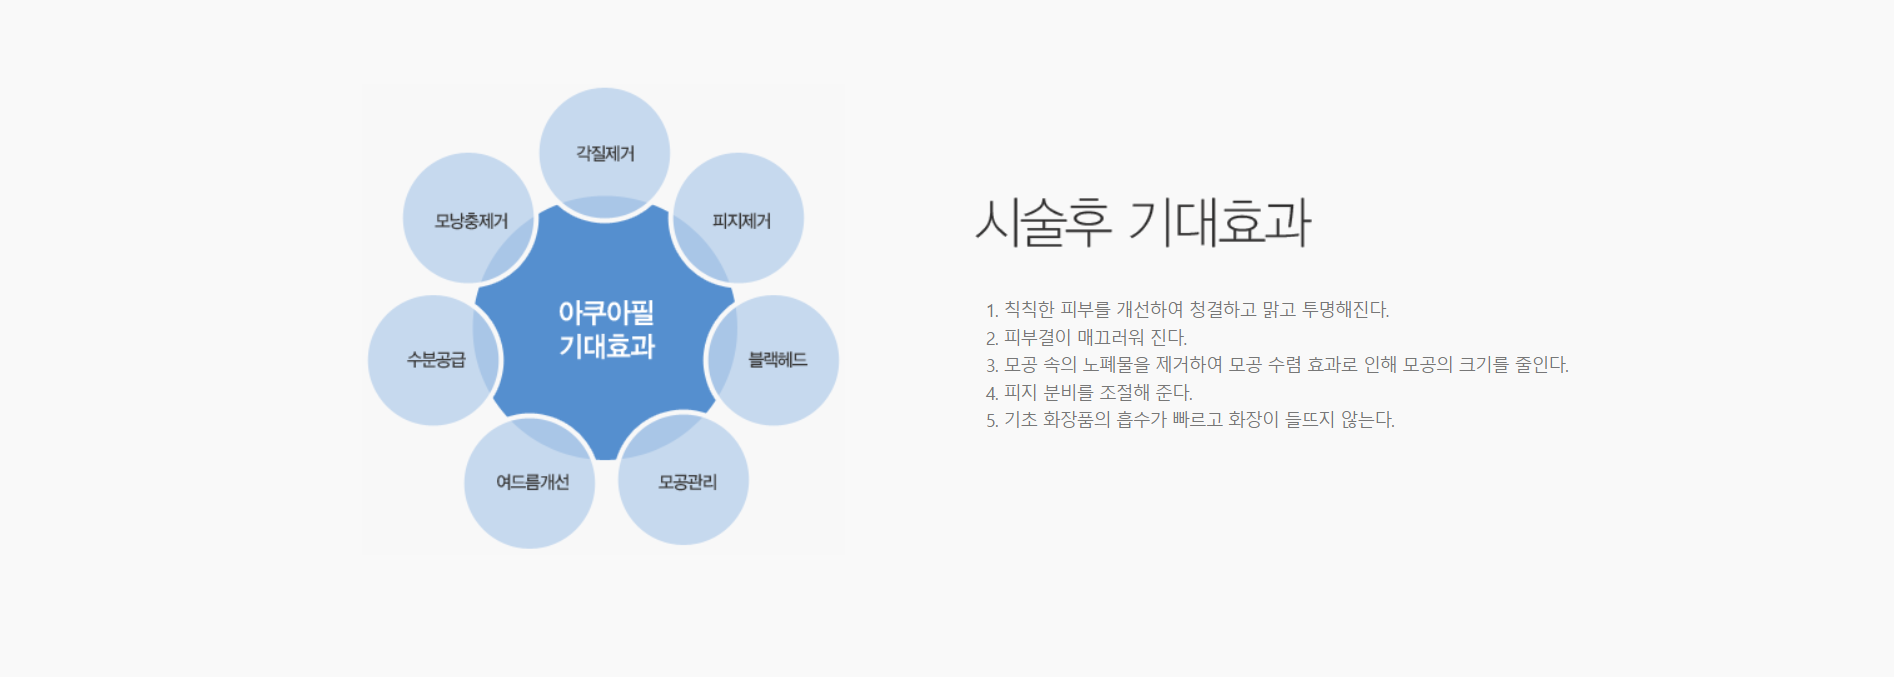 각질제거
모낭충제거
피지제거
아쿠아필
기대효과
수분공급
블랙헤드
여드름개선
모공관리
시술후 기대효과
1. 칙칙한 피부를 개선하여 청결하고 맑고 투명해진다.
2. 피부결이 매끄러워 진다.
3. 모공 속의 노폐물을 제거하여 모공 수렴 효과로 인해 모공의 크기를 줄인다.
4. 피지 분비를 조절해 준다.
5. 기초 화장품의 흡수가 빠르고 화장이 들뜨지 않는다.